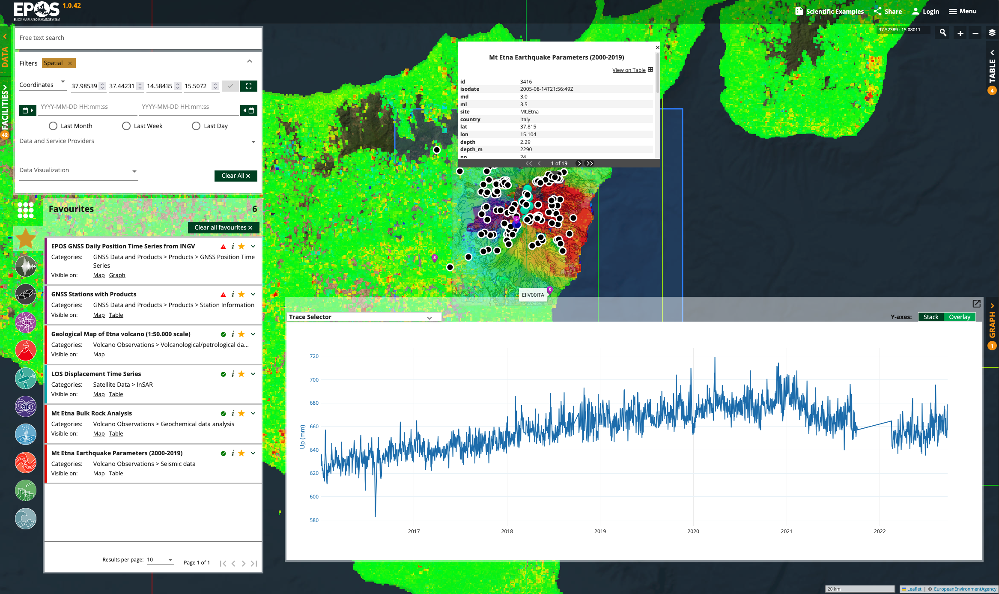 EPOS 1.0.42
EUROPEAN PLATE OBSERVING SYSTEM
Scientific Examples Share Login Menu
37.52389 : 15.08011
DATA
FACILITIES
42
TABLE
4
GRAPH
1
Free text search
Filters Spatial ×
Coordinates 37.98539 37.44231 14.58435 15.5072
YYYY-MM-DD HH:mm:ss YYYY-MM-DD HH:mm:ss
Last Month Last Week Last Day
Data and Service Providers
Data Visualization
Clear All ×
Favourites 6
Clear all favourites ×
EPOS GNSS Daily Position Time Series from INGV
Categories: GNSS Data and Products > Products > GNSS Position Time
Series
Visible on: Map Graph
GNSS Stations with Products
Categories: GNSS Data and Products > Products > Station Information
Visible on: Map Table
Geological Map of Etna volcano (1:50.000 scale)
Categories: Volcano Observations > Volcanological/petrological da...
Visible on: Map
LOS Displacement Time Series
Categories: Satellite Data > InSAR
Visible on: Map Table
Mt Etna Bulk Rock Analysis
Categories: Volcano Observations > Geochemical data analysis
Visible on: Map Table
Mt Etna Earthquake Parameters (2000-2019)
Categories: Volcano Observations > Seismic data
Visible on: Map Table
Results per page: 10 Page 1 of 1
Mt Etna Earthquake Parameters (2000-2019)
View on Table
id 3416
isodate 2005-08-14T21:56:49Z
md 3.0
ml 3.5
site Mt.Etna
country Italy
lat 37.815
lon 15.104
depth 2.29
depth_m 2290
no 24
1 of 19
S
S
S
EIIV00ITA
Trace Selector
Y-axes: Stack Overlay
Up (mm)
720
700
680
660
640
620
600
580
2017 2018 2019 2020 2021 2022
20 km
Leaflet | © EuropeanEnvironmentAgency